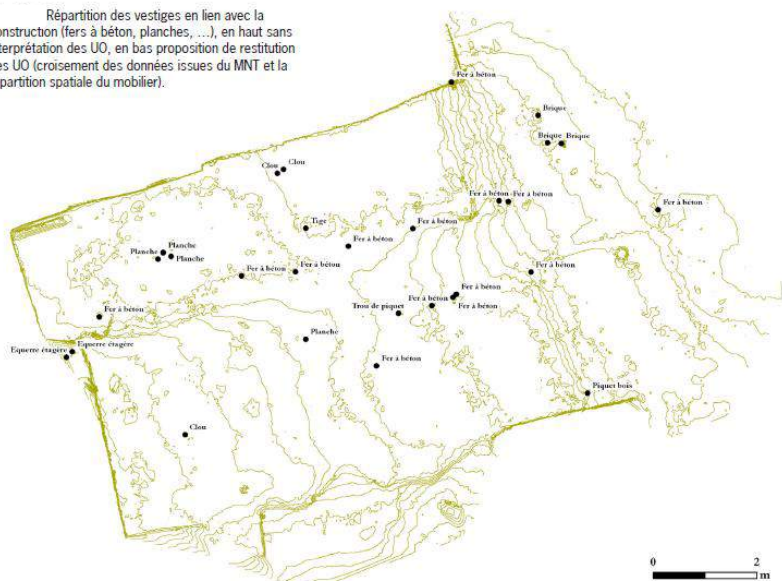 Répartition des vestiges en lien avec la
onstruction (fers à béton, planches, ...), en haut sans
terprétation des UO, en bas proposition de restitution
es UO (croisement des données issues du MNT et la
partition spatiale du mobilier).
Fer à béton
Brique
Brique Brique
Clou Clou
Fer à béton Fer à béton
Fer à béton
Tige
Fer à béton
Fer à béton
Planche
Planche
Planche
Fer à béton
Fer à béton
Fer à béton
Fer à béton
Fer à béton
Fer à béton
Trou de piquet
Fer à béton
Planche
Equerre étagère
Equerre étagère
Fer à béton
Piquet bois
Clou
0 2
m